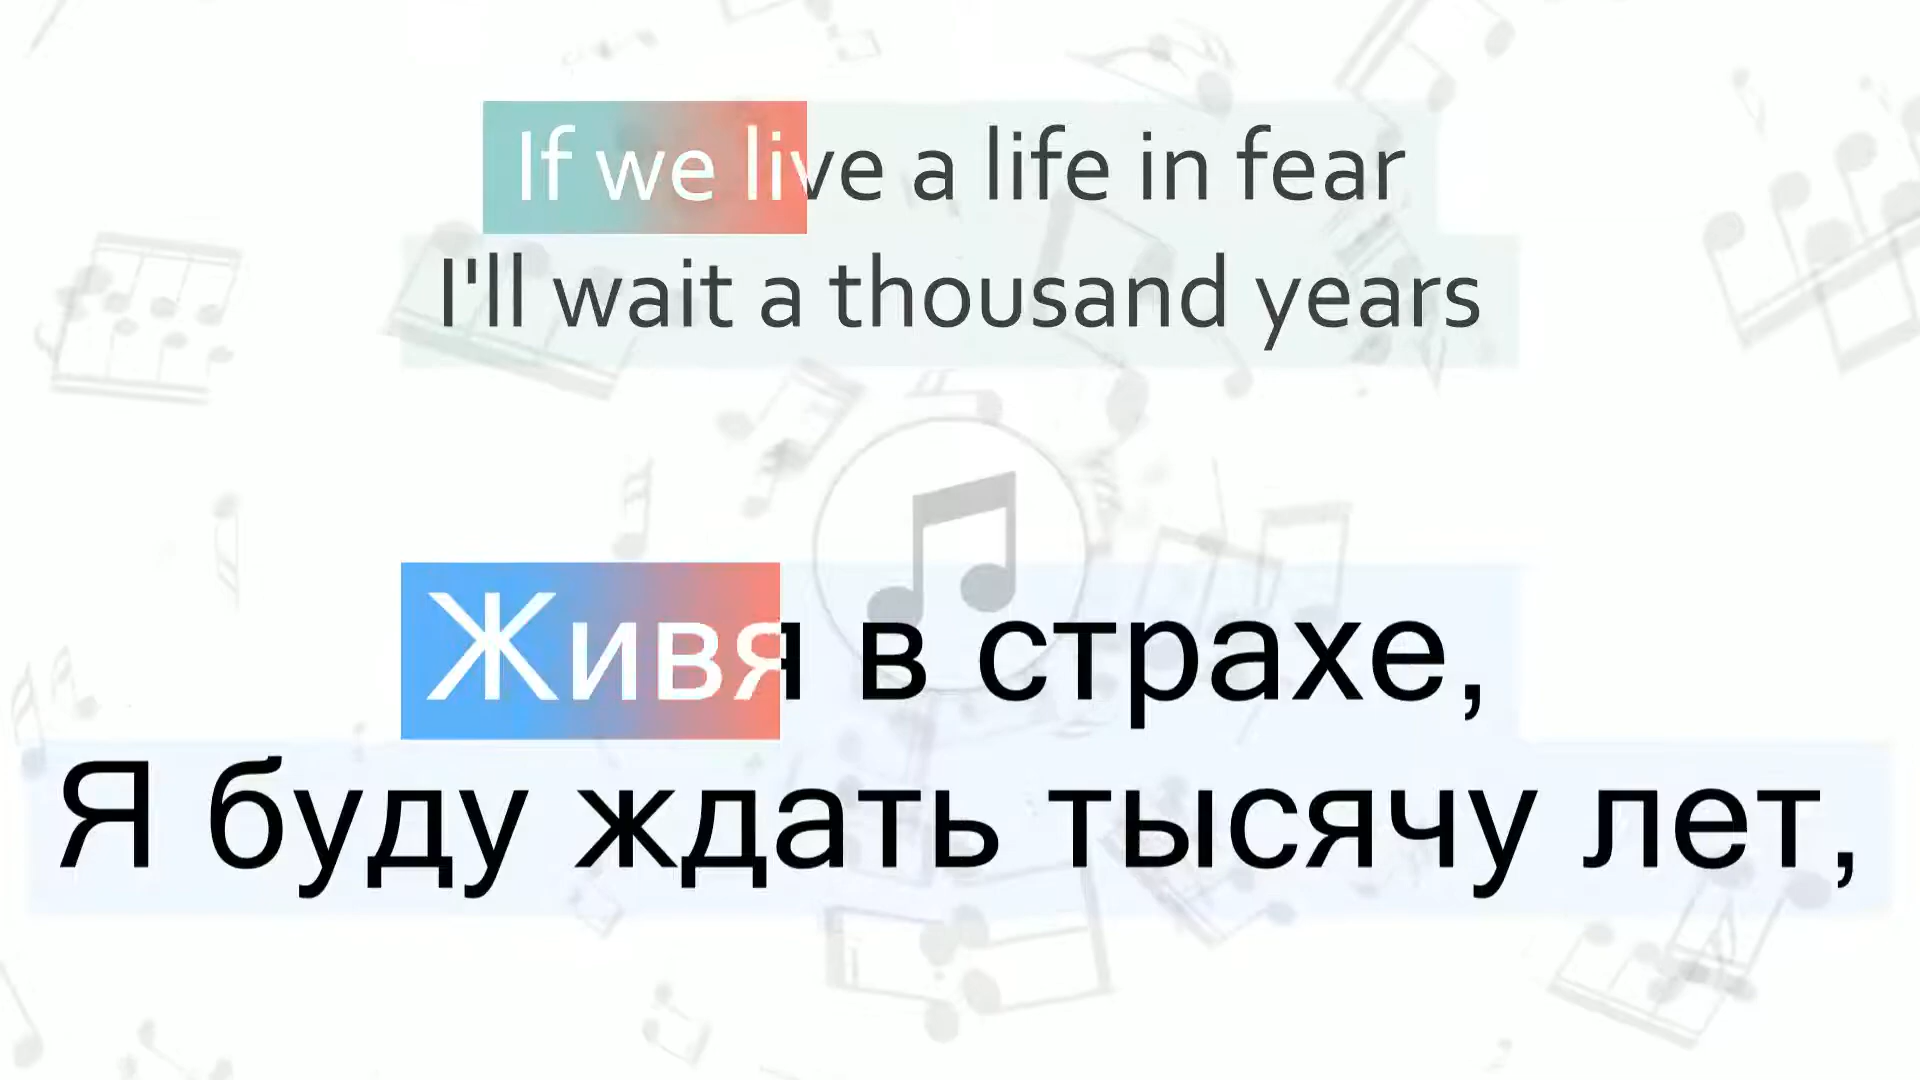 If we live a life in fear
I'll wait a thousand years
Живя в страхе,
Я буду ждать тысячу лет,